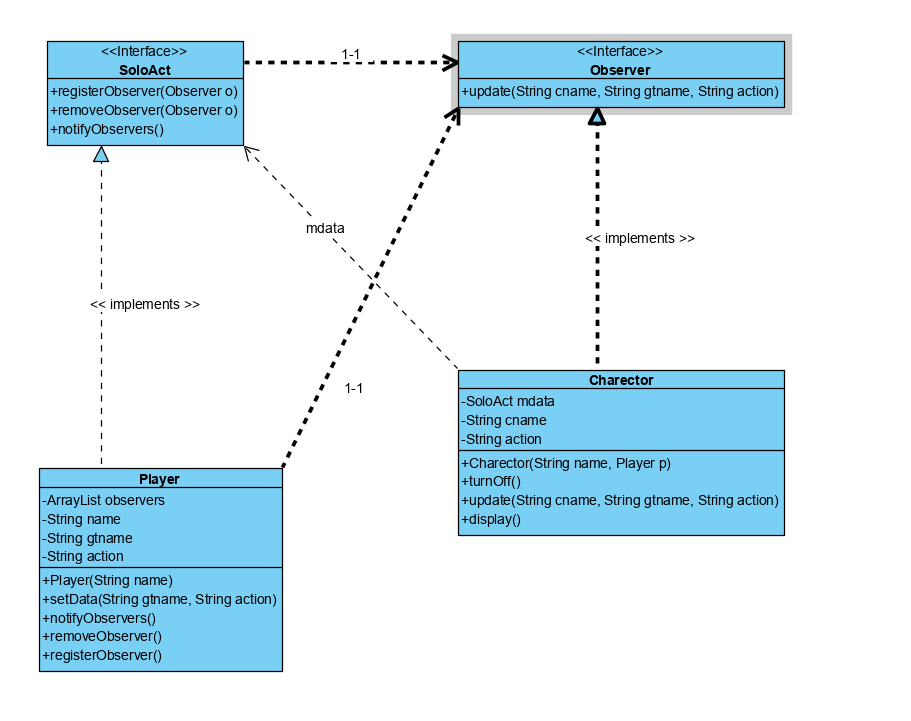 <<Interface>>
SoloAct
+registerObserver(Observer o)
+removeObserver(Observer o)
+notifyObservers()
1-1
<<Interface>>
Observer
+update(String cname, String gtname, String action)
mdata
<< implements >>
<< implements >>
1-1
Charector
-SoloAct mdata
-String cname
-String action
+Charector(String name, Player p)
+turnOff()
+update(String cname, String gtname, String action)
+display()
Player
-ArrayList observers
-String name
-String gtname
-String action
+Player(String name)
+setData(String gtname, String action)
+notifyObservers()
+removeObserver()
+registerObserver()